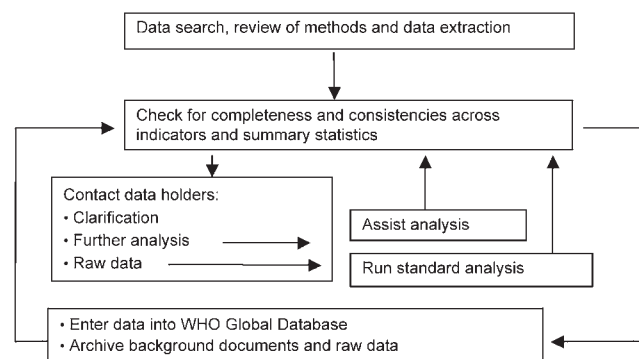 Data search, review of methods and data extraction
Check for completeness and consistencies across
indicators and summary statistics
Contact data holders:
• Clarification
• Further analysis
• Raw data
Assist analysis
Run standard analysis
• Enter data into WHO Global Database
• Archive background documents and raw data